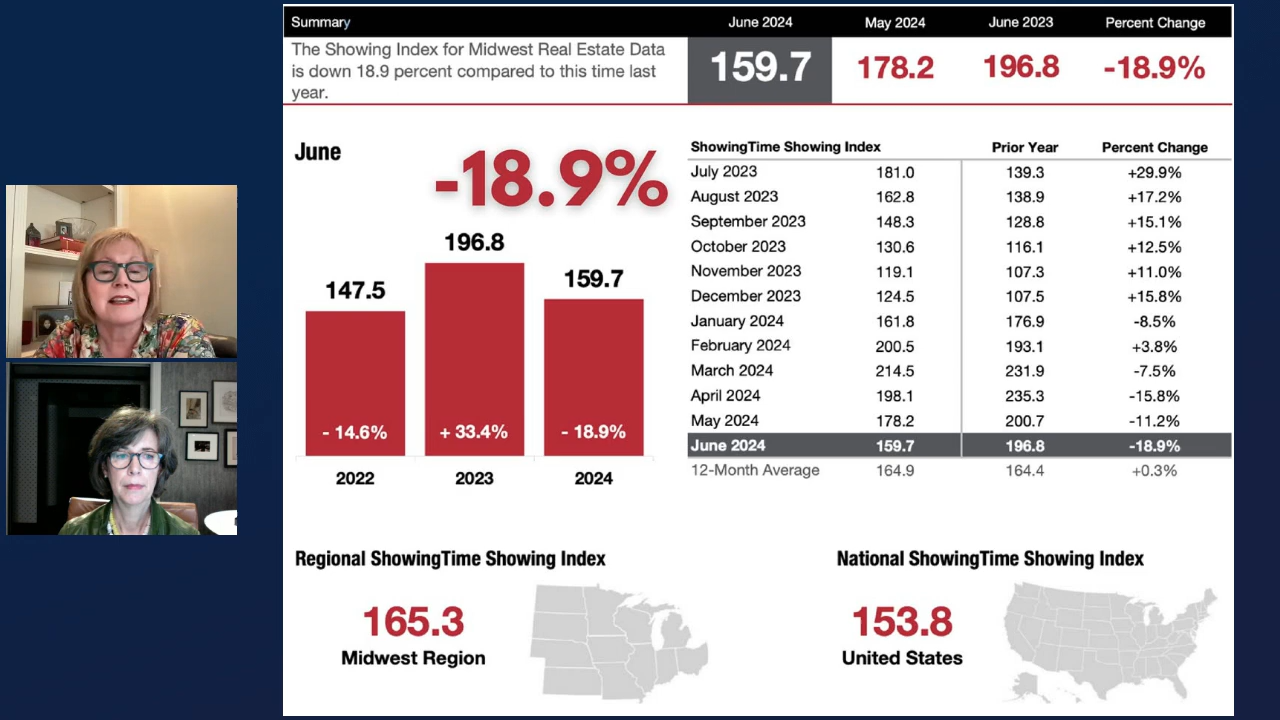 Summary June 2024 May 2024 June 2023 Percent Change
The Showing Index for Midwest Real Estate Data
is down 18.9 percent compared to this time last
year.
159.7 178.2 196.8 -18.9%
June
-18.9%
147.5 196.8 159.7
- 14.6% + 33.4% - 18.9%
2022 2023 2024
ShowingTime Showing Index Prior Year Percent Change
July 2023 181.0 139.3 +29.9%
August 2023 162.8 138.9 +17.2%
September 2023 148.3 128.8 +15.1%
October 2023 130.6 116.1 +12.5%
November 2023 119.1 107.3 +11.0%
December 2023 124.5 107.5 +15.8%
January 2024 161.8 176.9 -8.5%
February 2024 200.5 193.1 +3.8%
March 2024 214.5 231.9 -7.5%
April 2024 198.1 235.3 -15.8%
May 2024 178.2 200.7 -11.2%
June 2024 159.7 196.8 -18.9%
12-Month Average 164.9 164.4 +0.3%
Regional ShowingTime Showing Index
165.3
Midwest Region
National ShowingTime Showing Index
153.8
United States